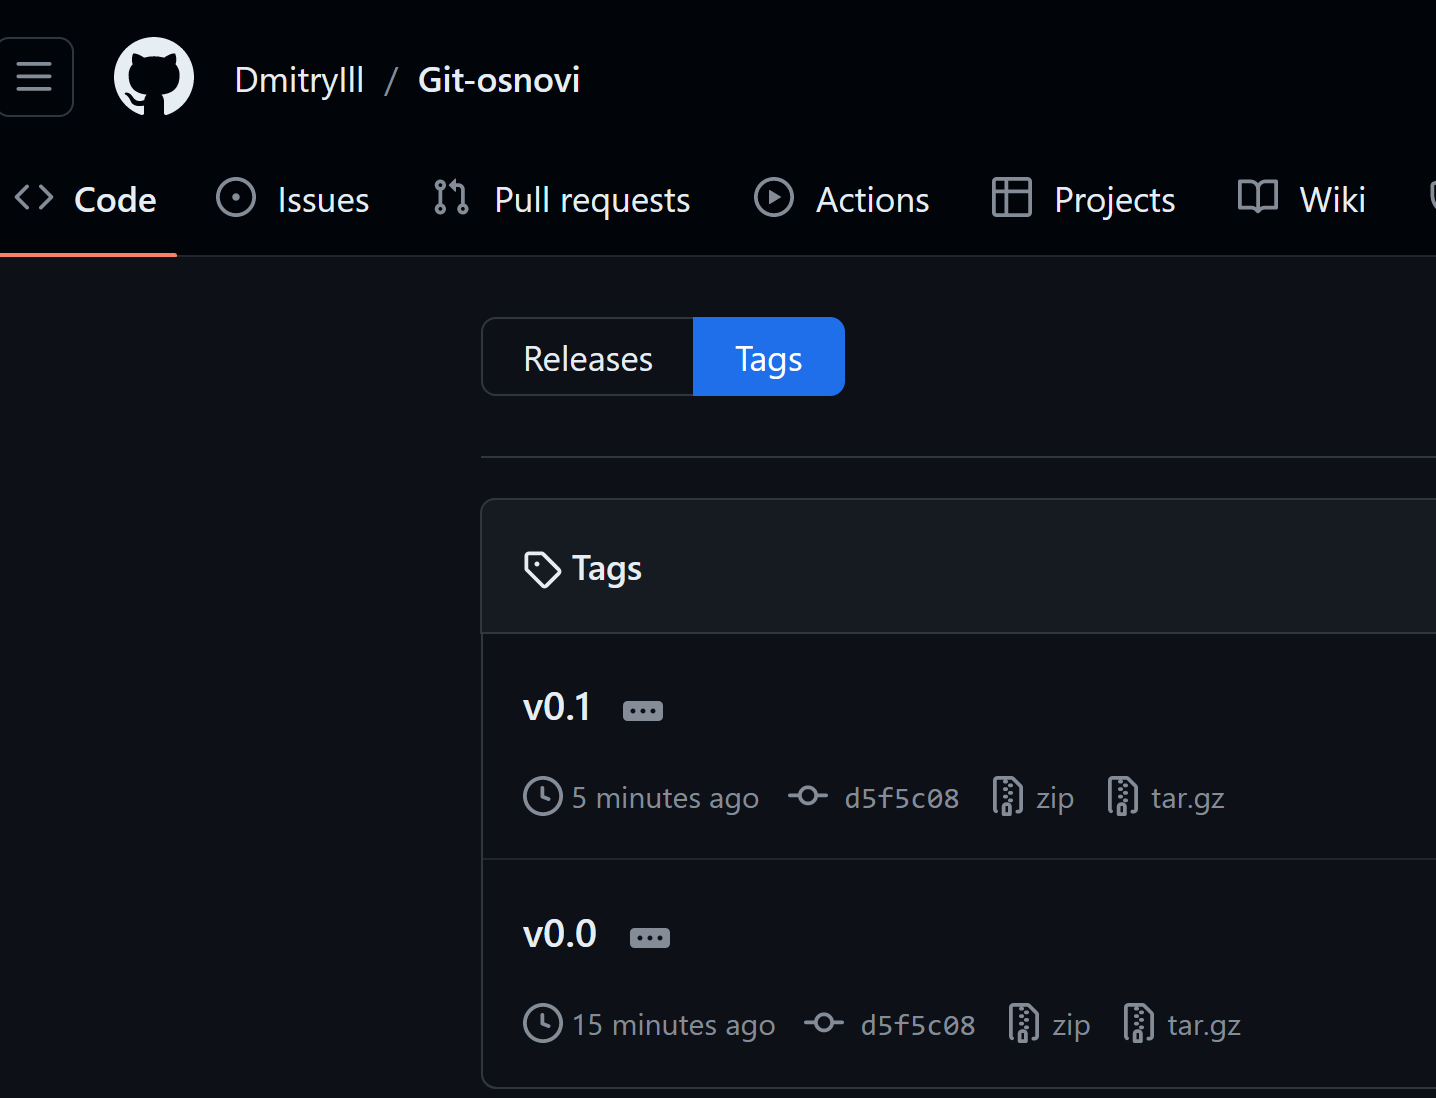 DmitryIll / Git-osnovi
Code Issues Pull requests Actions Projects Wiki
Releases Tags
Tags
v0.1
5 minutes ago d5f5c08 zip tar.gz
v0.0
15 minutes ago d5f5c08 zip tar.gz